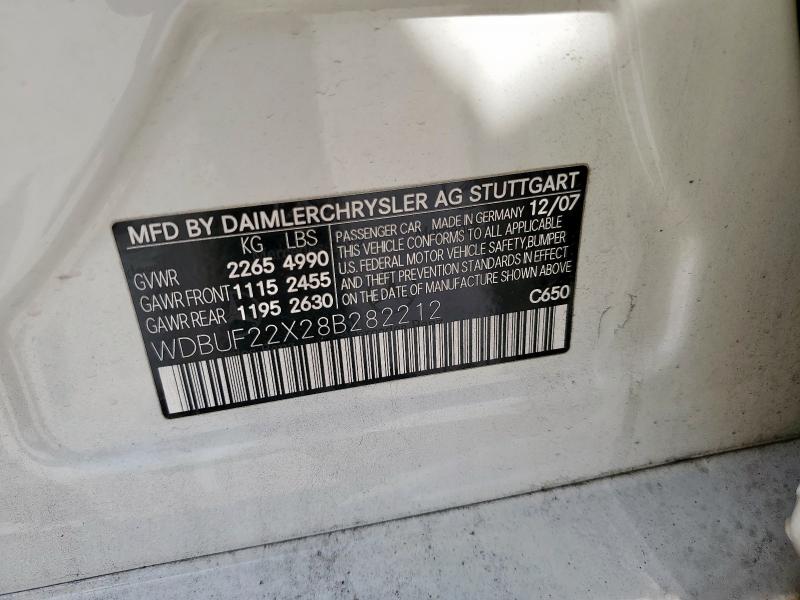 MFD BY DAIMLERCHRYSLER AG STUTTGART
KG LBS
GVWR 2265 4990
GAWR FRONT 1115 2455
GAWR REAR 1195 2630
PASSENGER CAR MADE IN GERMANY 12/07
THIS VEHICLE CONFORMS TO ALL APPLICABLE
U.S. FEDERAL MOTOR VEHICLE SAFETY, BUMPER
AND THEFT PREVENTION STANDARDS IN EFFECT
ON THE DATE OF MANUFACTURE SHOWN ABOVE
C650
WDBUF22X28B282212